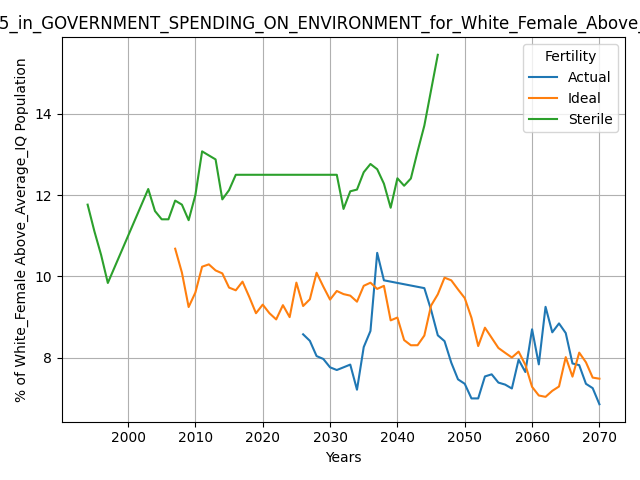 5_in_GOVERNMENT_SPENDING_ON_ENVIRONMENT_for_White_Female_Above_
Fertility
Actual
Ideal
Sterile
% of White_Female Above_Average_IQ Population
14
12
10
8
2000 2010 2020 2030 2040 2050 2060 2070
Years